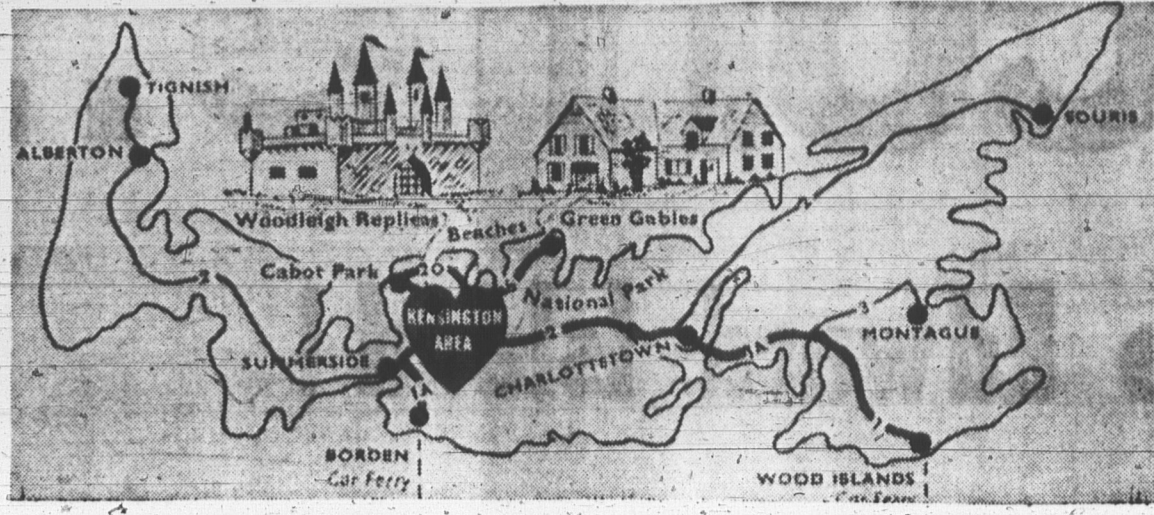 TIGNISH
SOURIS
ALBERTON
Woodleigh Replicas
Green Gables
Beaches
Cabot Park
20
2
National Park
KENSINGTON
AREA
3
MONTAGUE
2
1A
CHARLOTTETOWN
SUMMERSIDE
1A
1
BORDEN
Car Ferry
WOOD ISLANDS
Car Ferry